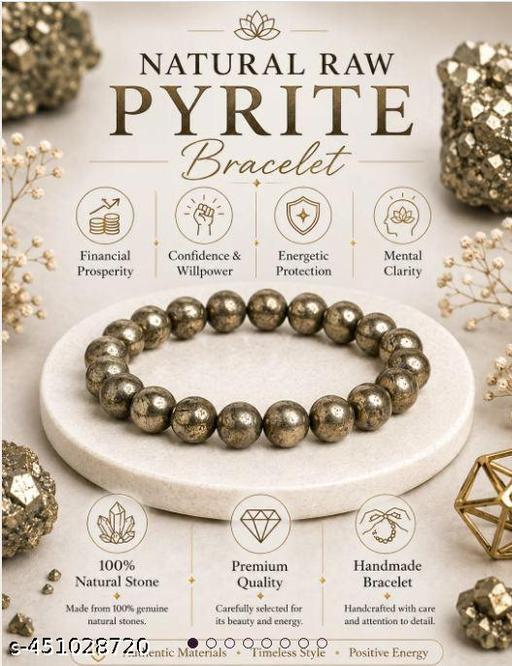 NATURAL RAW
PYRITE
Bracelet
Financial
Prosperity
Confidence &
Willpower
Energetic
Protection
Mental
Clarity
100%
Natural Stone
Made from 100% genuine
natural stones.
Premium
Quality
Carefully selected for
its beauty and energy.
Handmade
Bracelet
Handcrafted with care
and attention to detail.
s-451028720
Authentic Materials • Timeless Style • Positive Energy